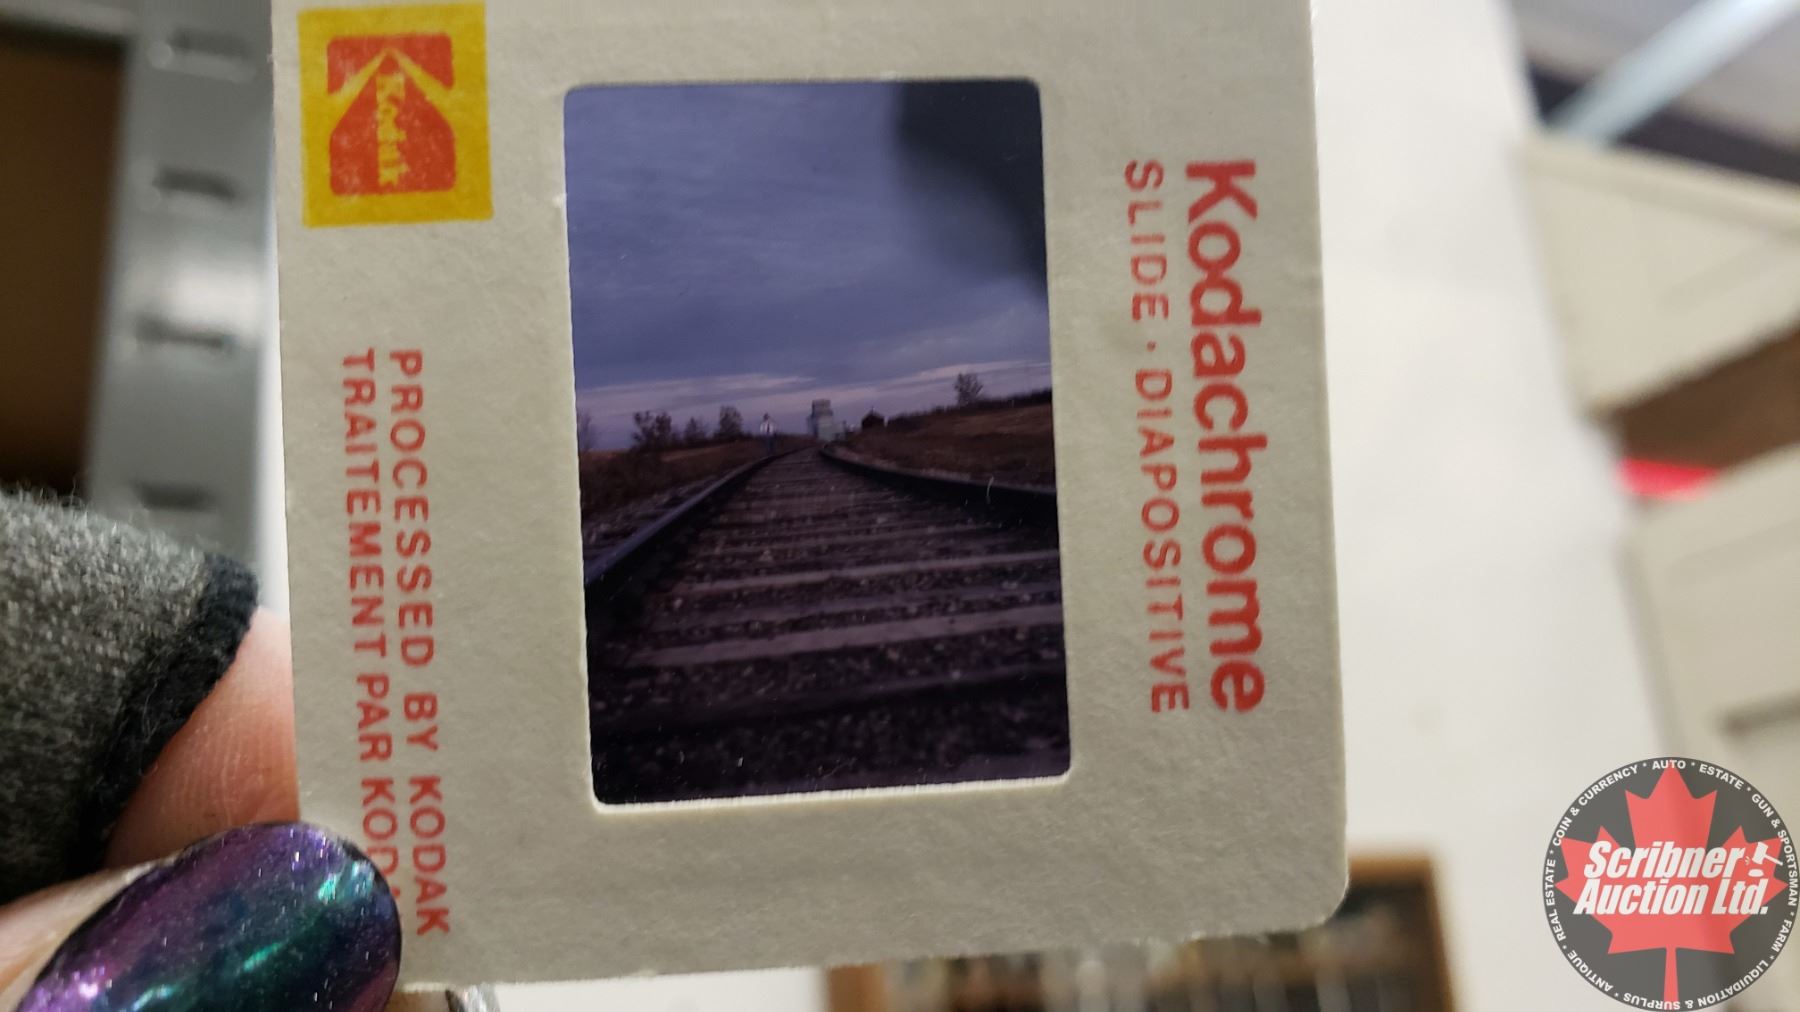 Kodak
Kodachrome
SLIDE · DIAPOSITIVE
PROCESSED BY KODAK
TRAITEMENT PAR KODA
Scribner
Auction Ltd.
REAL ESTATE * COIN & CURRENCY * AUTO * ESTATE * GUN & SPORTSMAN * FARM * LIQUIDATION & SURPLUS * ANTIQUE *